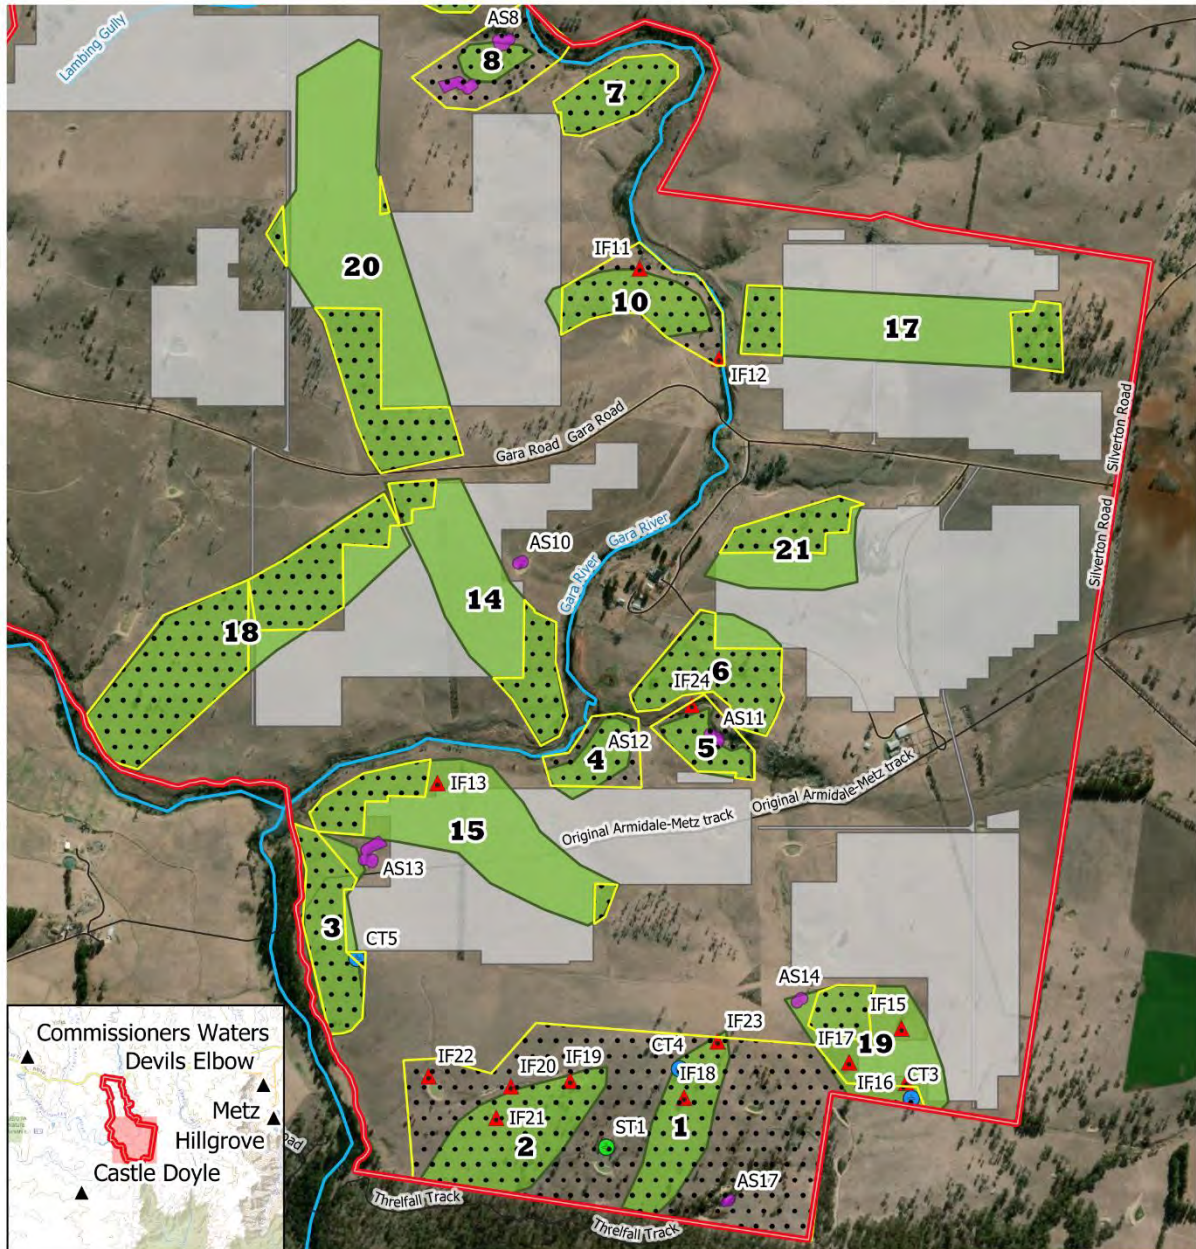 AS8
Lambing Gully
8
7
20
IF11
10
17
IF12
Gara Road Gara Road
Silverton Road
21
AS10
Gara River Gara River
14
Silverton Road
18
6
IF24
AS11
AS12
5
4
IF13
Original Armidale-Metz track Original Armidale-Metz track
15
AS13
3
CT5
AS14
IF15
IF23
IF17
19
CT4
IF22
IF20
IF19
IF18
IF16
CT3
IF21
1
2
ST1
AS17
Threlfall Track
Threlfall Track
Commissioners Waters
Devils Elbow
Metz
Hillgrove
Castle Doyle